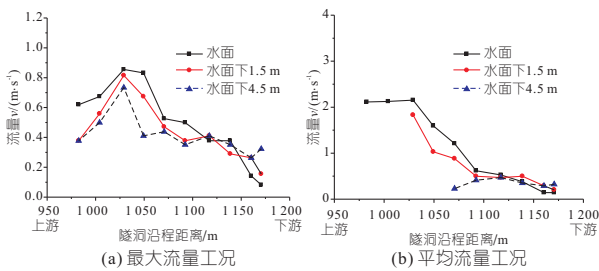 1.2
1.0
0.8
0.6
0.4
0.2
0.0
流量v/(m·s⁻¹)
水面
水面下1.5 m
水面下4.5 m
950 1 000 1 050 1 100 1 150 1 200
上游 隧洞沿程距离/m 下游
(a) 最大流量工况
4
2
0
流量v/(m·s⁻¹)
水面
水面下1.5 m
水面下4.5 m
950 1 000 1 050 1 100 1 150 1 200
上游 隧洞沿程距离/m 下游
(b) 平均流量工况